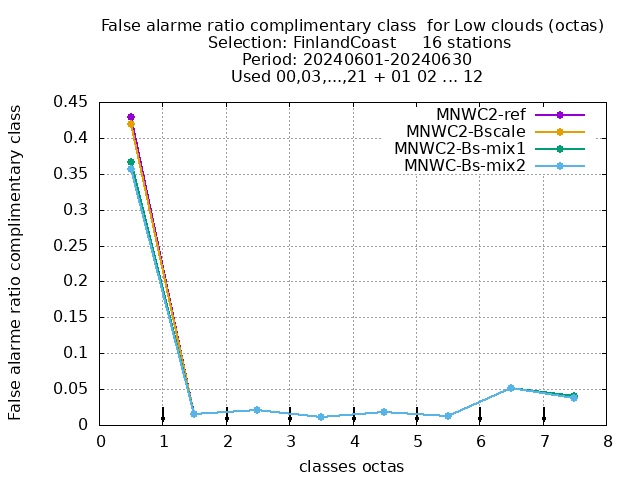 False alarme ratio complimentary class  for Low clouds (octas)
Selection: FinlandCoast     16 stations
Period: 20240601-20240630
Used 00,03,...,21 + 01 02 ... 12
False alarme ratio complimentary class
0.45
0.4
0.35
0.3
0.25
0.2
0.15
0.1
0.05
0
MNWC2-ref
MNWC2-Bscale
MNWC2-Bs-mix1
MNWC-Bs-mix2
0 1 2 3 4 5 6 7 8
classes octas